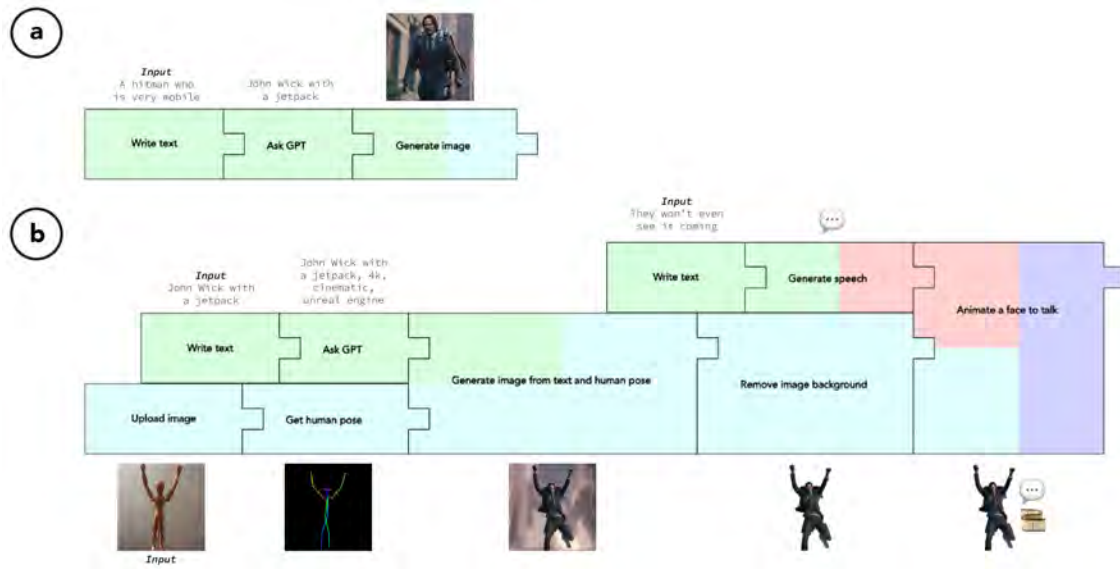 a
Input
A hitman who
is very mobile
John Wick with
a jetpack
Write text
Ask GPT
Generate image
b
Input
They won't even
see it coming
Write text
Generate speech
Animate a face to talk
Input
John Wick with
a jetpack
John Wick with
a jetpack, 4k,
cinematic,
unreal engine
Write text
Ask GPT
Generate image from text and human pose
Remove image background
Upload image
Get human pose
Input